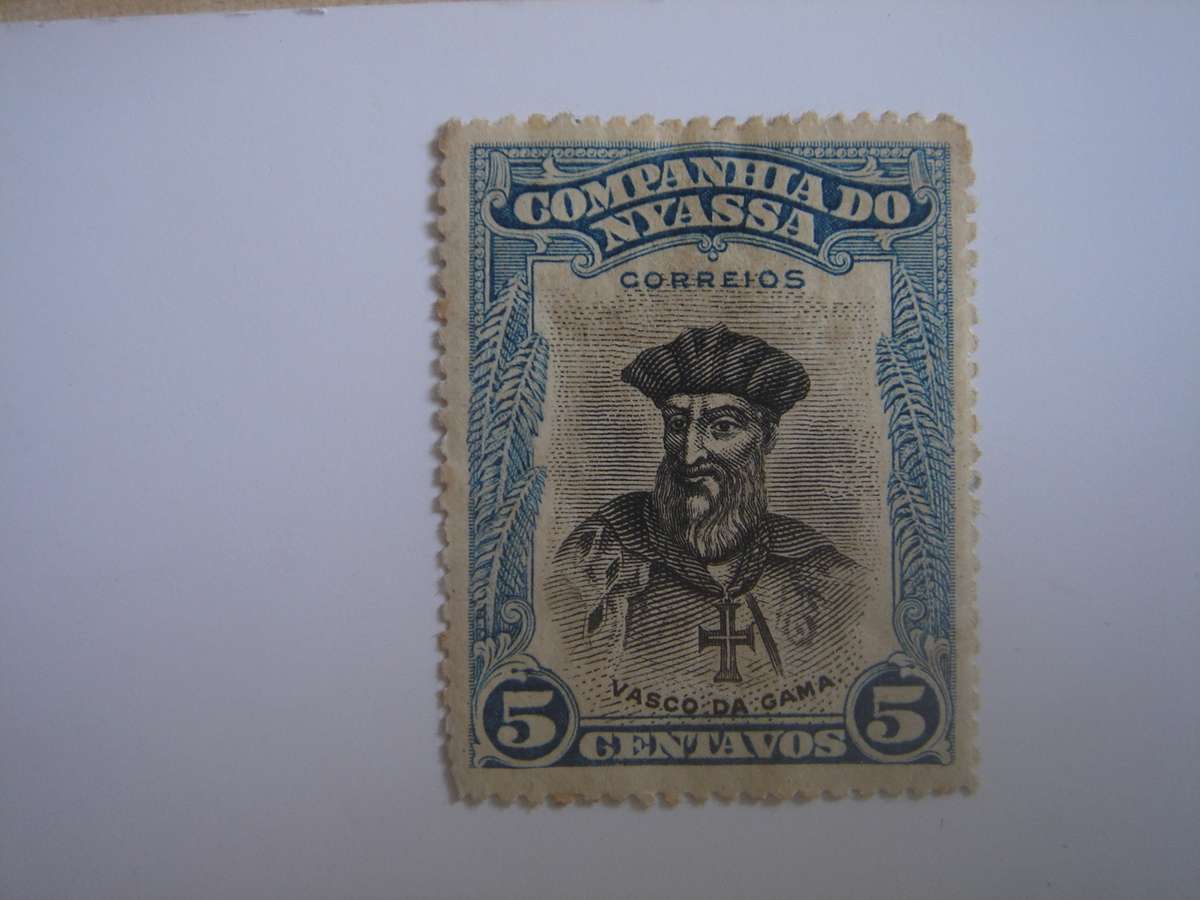 COMPANHIA DO
NYASSA
CORREIOS
VASCO DA GAMA
5 CENTAVOS 5